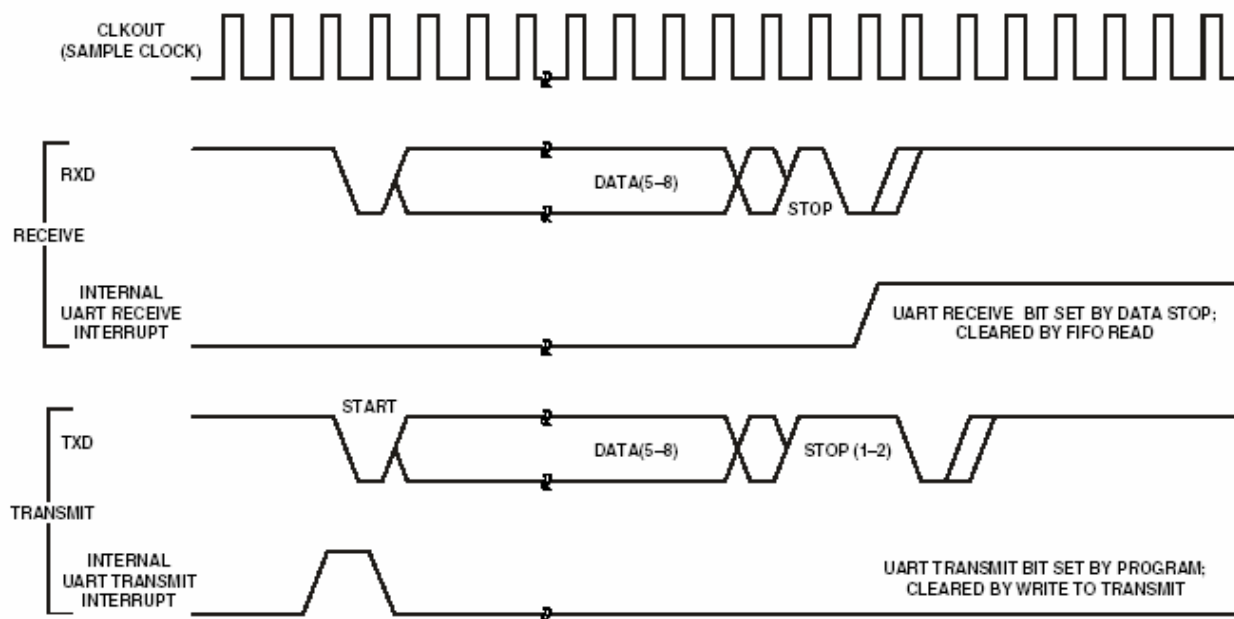 CLKOUT
(SAMPLE CLOCK)
RXD
DATA(5–8)
STOP
RECEIVE
INTERNAL
UART RECEIVE
INTERRUPT
UART RECEIVE BIT SET BY DATA STOP;
CLEARED BY FIFO READ
START
TXD
DATA(5–8)
STOP (1–2)
TRANSMIT
INTERNAL
UART TRANSMIT
INTERRUPT
UART TRANSMIT BIT SET BY PROGRAM;
CLEARED BY WRITE TO TRANSMIT